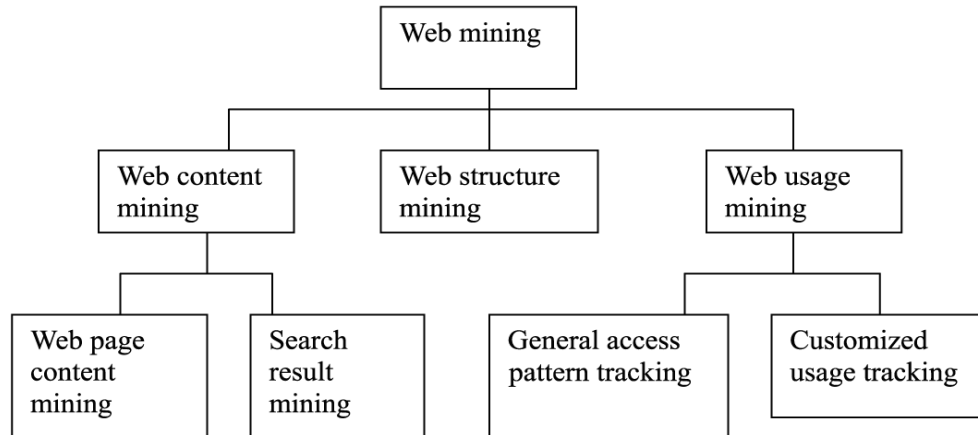 Web mining
Web content
mining
Web structure
mining
Web usage
mining
Web page
content
mining
Search
result
mining
General access
pattern tracking
Customized
usage tracking